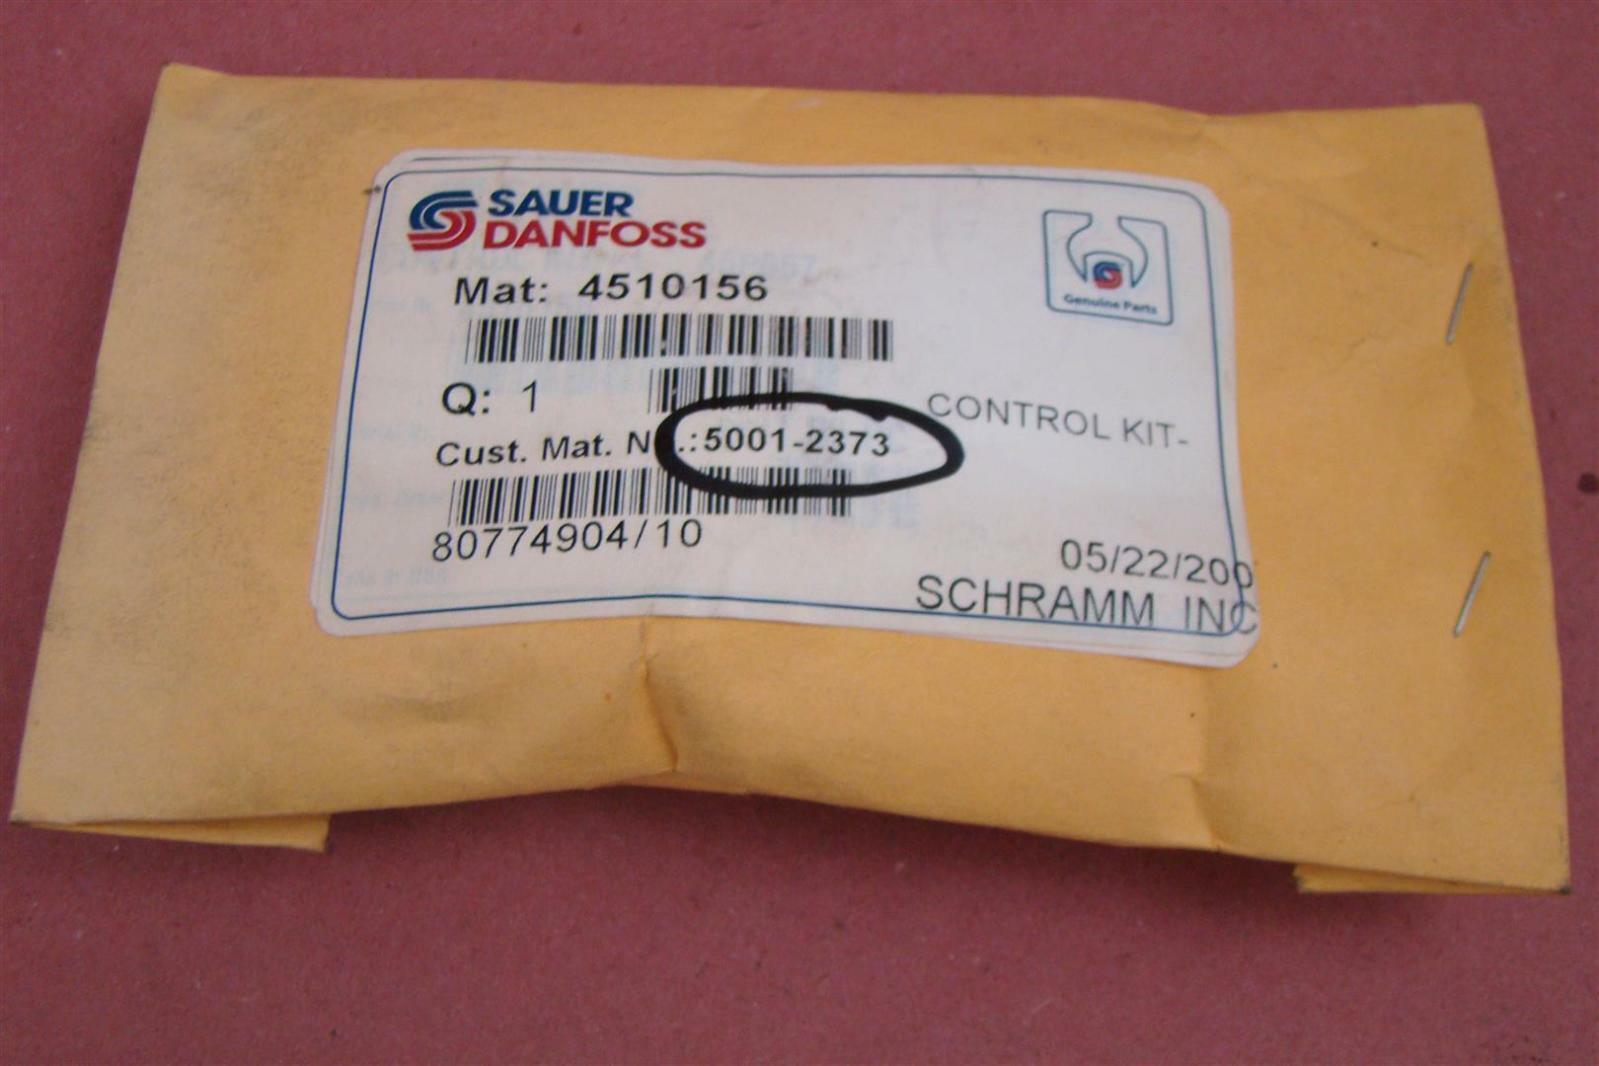 SAUER
DANFOSS
Genuine Parts
Mat: 4510156
Q: 1
CONTROL KIT-
Cust. Mat. No.:5001-2373
80774904/10
05/22/200
SCHRAMM INC